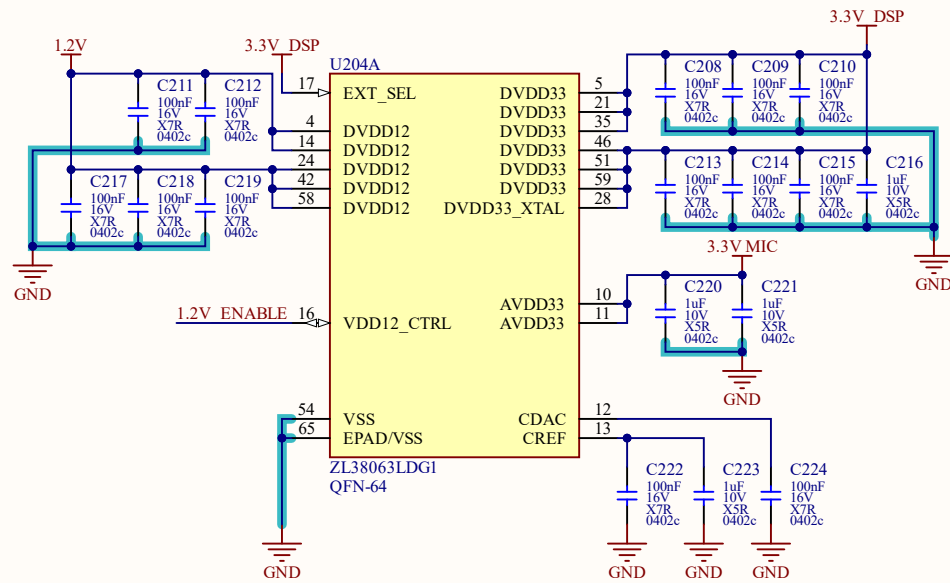 1.2V
3.3V_DSP
3.3V_DSP
U204A
C211
100nF
16V
X7R
0402c
C212
100nF
16V
X7R
0402c
C217
100nF
16V
X7R
0402c
C218
100nF
16V
X7R
0402c
C219
100nF
16V
X7R
0402c
GND
17 EXT_SEL
4 DVDD12
14 DVDD12
24 DVDD12
42 DVDD12
58 DVDD12
1.2V_ENABLE 16 VDD12_CTRL
54 VSS
65 EPAD/VSS
GND
DVDD33 5
DVDD33 21
DVDD33 35
DVDD33 46
DVDD33 51
DVDD33 59
DVDD33_XTAL 28
AVDD33 10
AVDD33 11
CDAC 12
CREF 13
ZL38063LDG1
QFN-64
C208
100nF
16V
X7R
0402c
C209
100nF
16V
X7R
0402c
C210
100nF
16V
X7R
0402c
C213
100nF
16V
X7R
0402c
C214
100nF
16V
X7R
0402c
C215
100nF
16V
X7R
0402c
C216
1uF
10V
X5R
0402c
GND
3.3V MIC
C220
1uF
10V
X5R
0402c
C221
1uF
10V
X5R
0402c
GND
C222
100nF
16V
X7R
0402c
C223
1uF
10V
X5R
0402c
C224
100nF
16V
X7R
0402c
GND
GND
GND